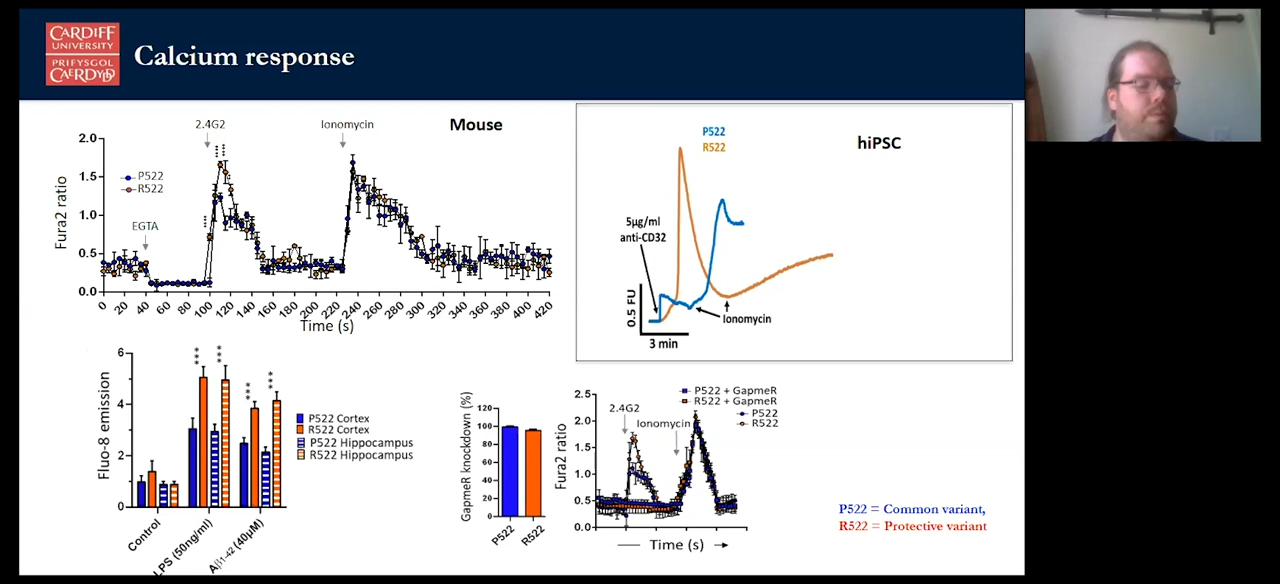 CARDIFF
UNIVERSITY
PRIFYSGOL
CAERDYDD
Calcium response
2.4G2
Ionomycin
Mouse
Fura2 ratio
2.0
1.5
1.0
0.5
0.0
P522
R522
EGTA
0 20 40 60 80 100 120 140 160 180 200 220 240 260 280 300 320 340 360 380 400 420
Time (s)
P522
R522
hiPSC
5µg/ml
anti-CD32
0.5 FU
3 min
Ionomycin
Fluo-8 emission
6
4
2
0
**** **** *** ***
P522 Cortex
R522 Cortex
P522 Hippocampus
R522 Hippocampus
Control
LPS (50ng/ml)
Aβ1-42 (40µM)
GapmeR knockdown (%)
120
100
80
60
40
20
0
P522 R522
P522 + GapmeR
R522 + GapmeR
P522
R522
2.4G2
Ionomycin
Fura2 ratio
2.5
2.0
1.5
1.0
0.5
0.0
Time (s)
P522 = Common variant,
R522 = Protective variant